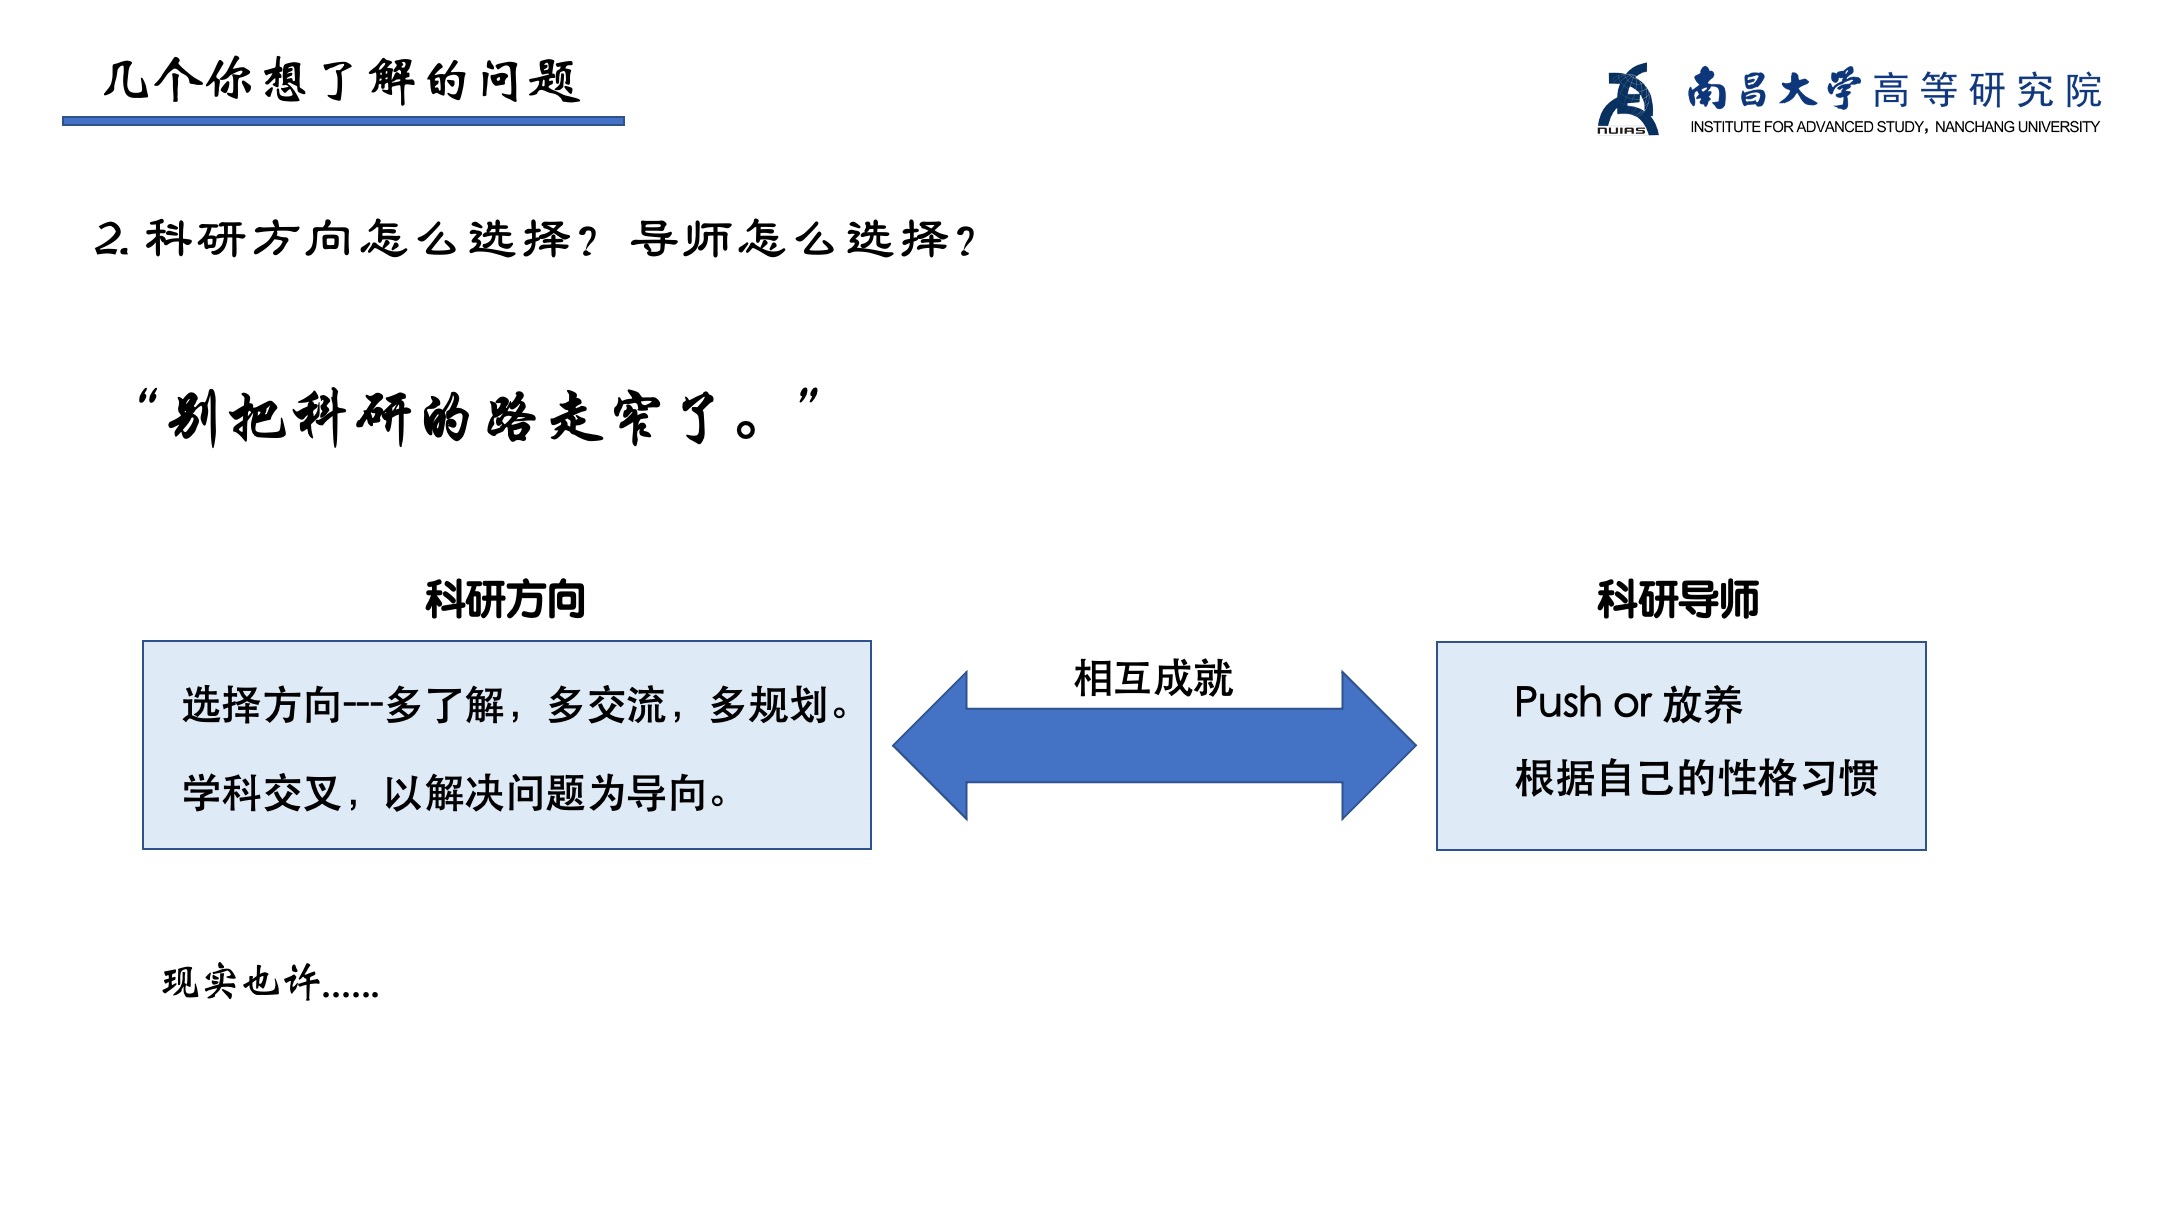 几个你想了解的问题
南昌大学高等研究院
NUIAS
INSTITUTE FOR ADVANCED STUDY, NANCHANG UNIVERSITY
2. 科研方向怎么选择？导师怎么选择？
“别把科研的路走窄了。”
科研方向
选择方向---多了解，多交流，多规划。
学科交叉，以解决问题为导向。
相互成就
科研导师
Push or 放养
根据自己的性格习惯
现实也许……